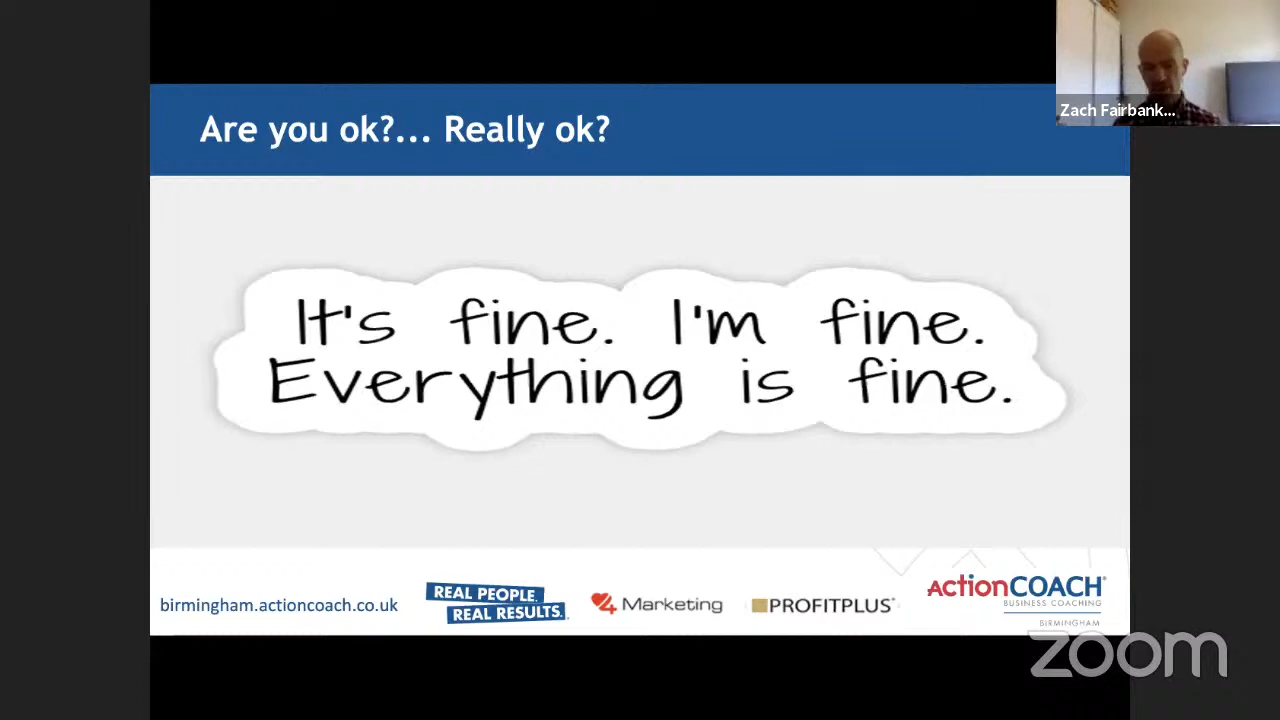 Are you ok?... Really ok?
Zach Fairbank...
It's fine. I'm fine.
Everything is fine.
birmingham.actioncoach.co.uk
REAL PEOPLE.
REAL RESULTS.
4 Marketing
PROFITPLUS
ActionCOACH
BUSINESS COACHING
BIRMINGHAM
zoom